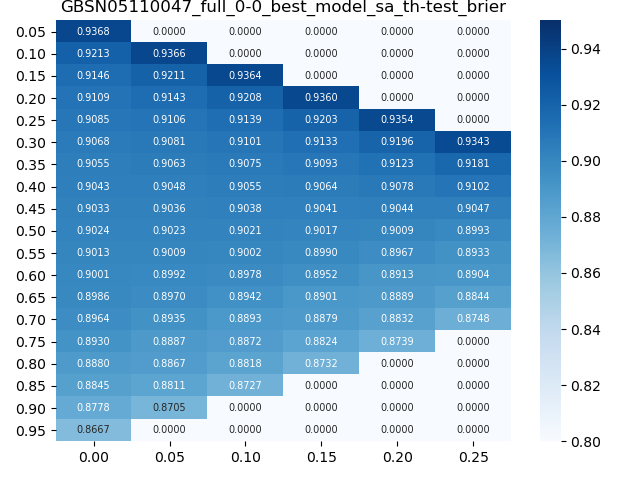 GBSN05110047_full_0-0_best_model_sa_th-test_brier
0.05 0.9368 0.0000 0.0000 0.0000 0.0000 0.0000
0.10 0.9213 0.9366 0.0000 0.0000 0.0000 0.0000
0.15 0.9146 0.9211 0.9364 0.0000 0.0000 0.0000
0.20 0.9109 0.9143 0.9208 0.9360 0.0000 0.0000
0.25 0.9085 0.9106 0.9139 0.9203 0.9354 0.0000
0.30 0.9068 0.9081 0.9101 0.9133 0.9196 0.9343
0.35 0.9055 0.9063 0.9075 0.9093 0.9123 0.9181
0.40 0.9043 0.9048 0.9055 0.9064 0.9078 0.9102
0.45 0.9033 0.9036 0.9038 0.9041 0.9044 0.9047
0.50 0.9024 0.9023 0.9021 0.9017 0.9009 0.8993
0.55 0.9013 0.9009 0.9002 0.8990 0.8967 0.8933
0.60 0.9001 0.8992 0.8978 0.8952 0.8913 0.8904
0.65 0.8986 0.8970 0.8942 0.8901 0.8889 0.8844
0.70 0.8964 0.8935 0.8893 0.8879 0.8832 0.8748
0.75 0.8930 0.8887 0.8872 0.8824 0.8739 0.0000
0.80 0.8880 0.8867 0.8818 0.8732 0.0000 0.0000
0.85 0.8845 0.8811 0.8727 0.0000 0.0000 0.0000
0.90 0.8778 0.8705 0.0000 0.0000 0.0000 0.0000
0.95 0.8667 0.0000 0.0000 0.0000 0.0000 0.0000
0.00 0.05 0.10 0.15 0.20 0.25
0.94
0.92
0.90
0.88
0.86
0.84
0.82
0.80